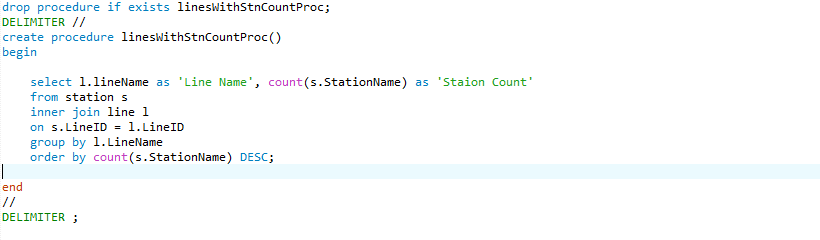 drop procedure if exists linesWithStnCountProc;
DELIMITER //
create procedure linesWithStnCountProc()
begin
select l.lineName as 'Line Name', count(s.StationName) as 'Staion Count'
from station s
inner join line l
on s.LineID = l.LineID
group by l.LineName
order by count(s.StationName) DESC;
end
//
DELIMITER ;